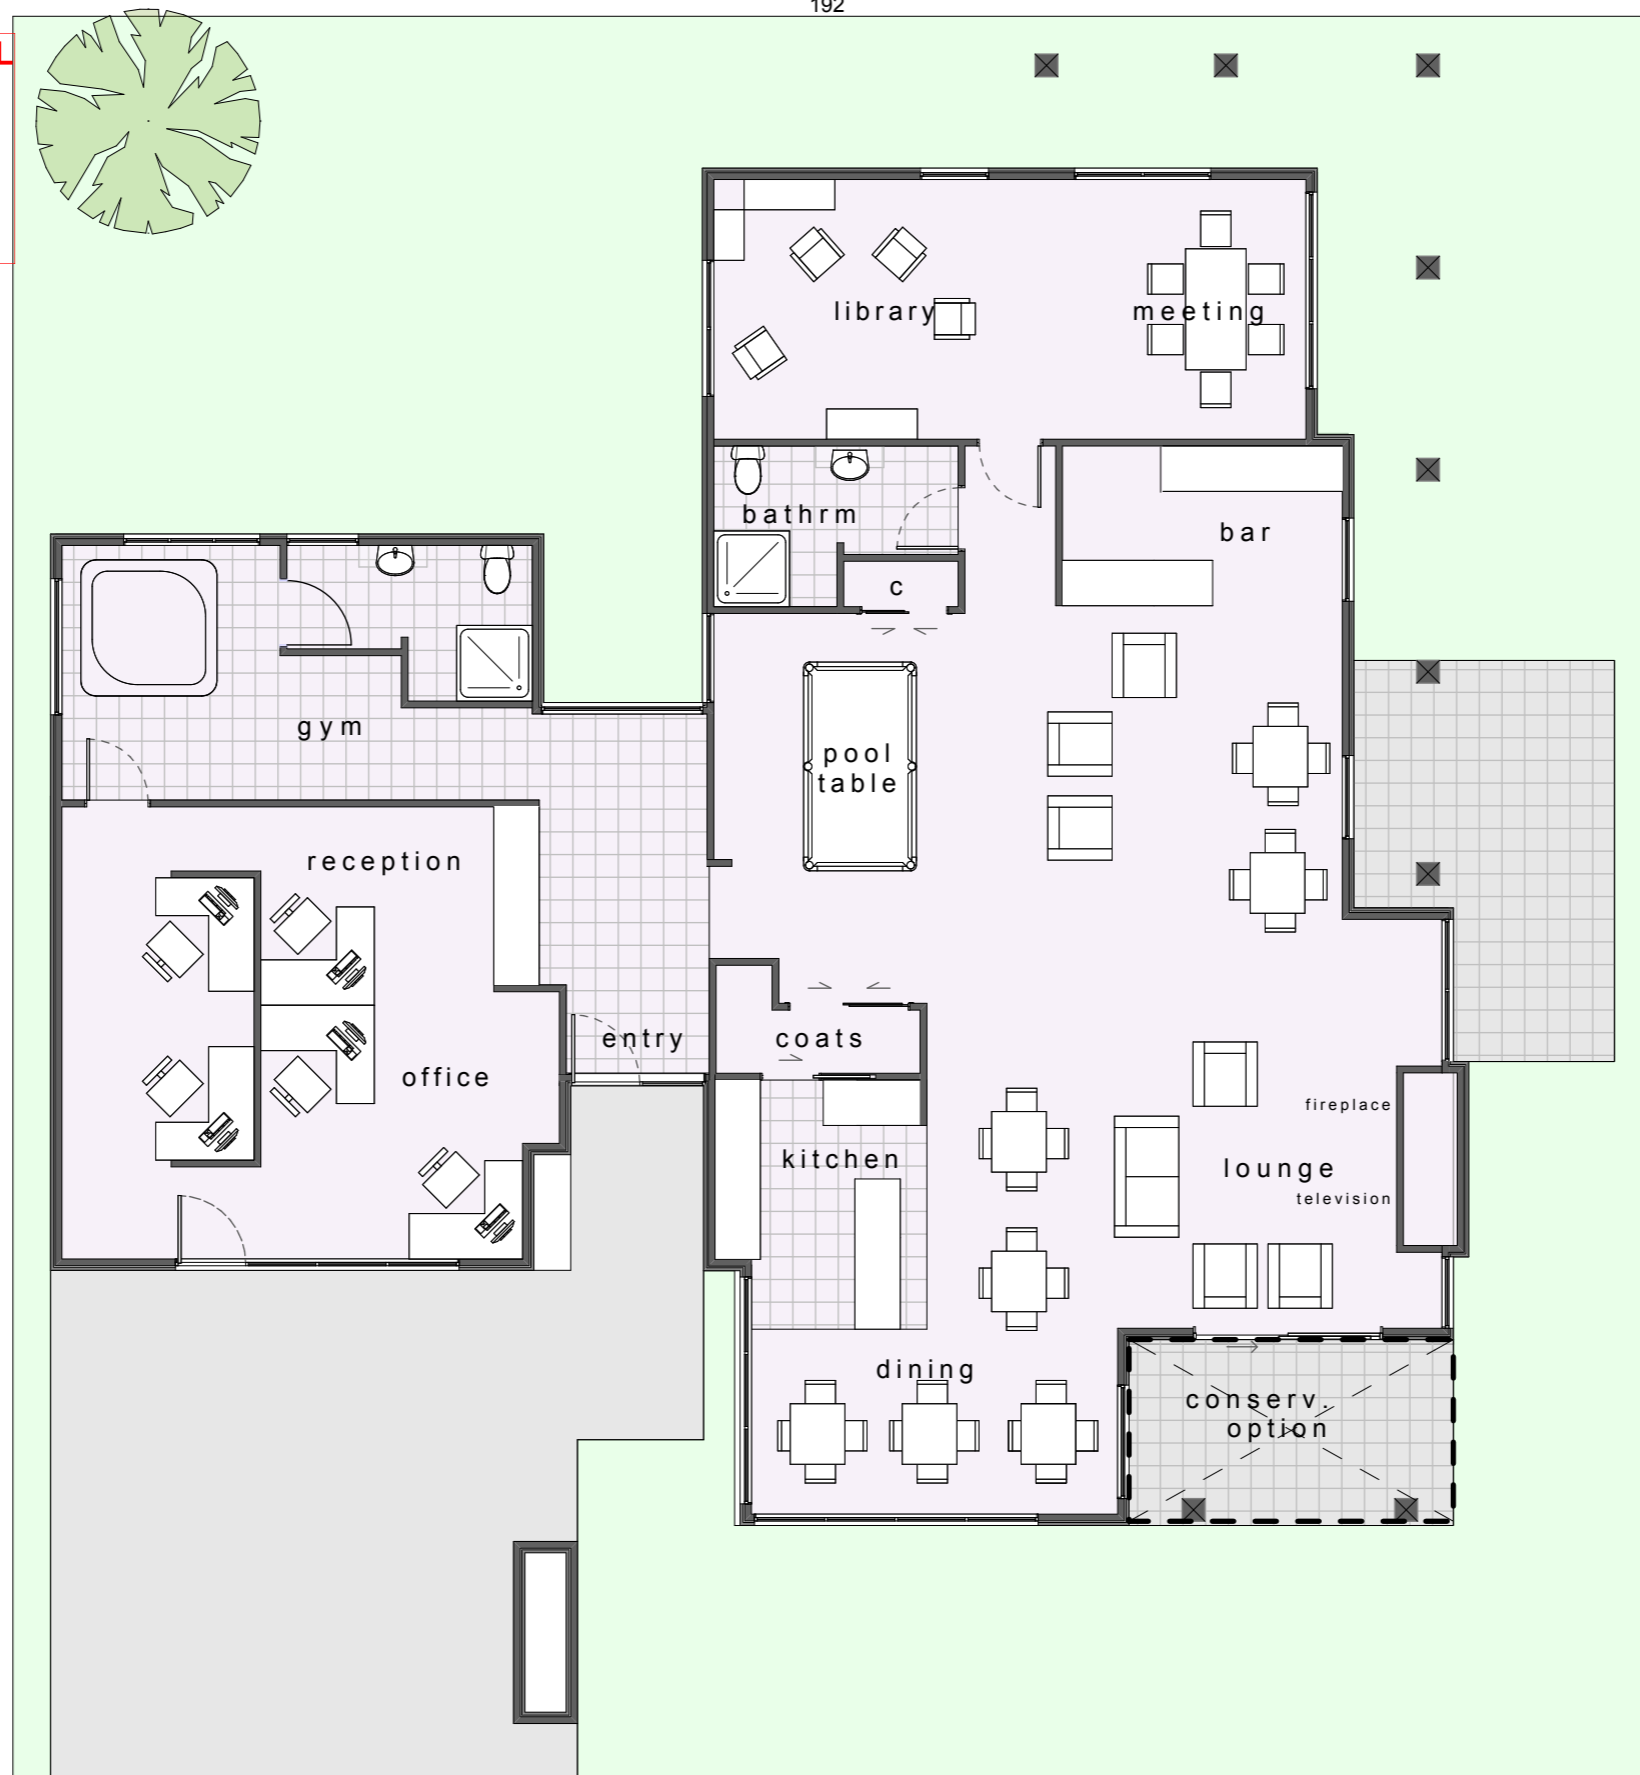 192
library
meeting
bathrm
bar
c
gym
pool
table
reception
entry
coats
office
fireplace
kitchen
lounge
television
dining
conserv.
option